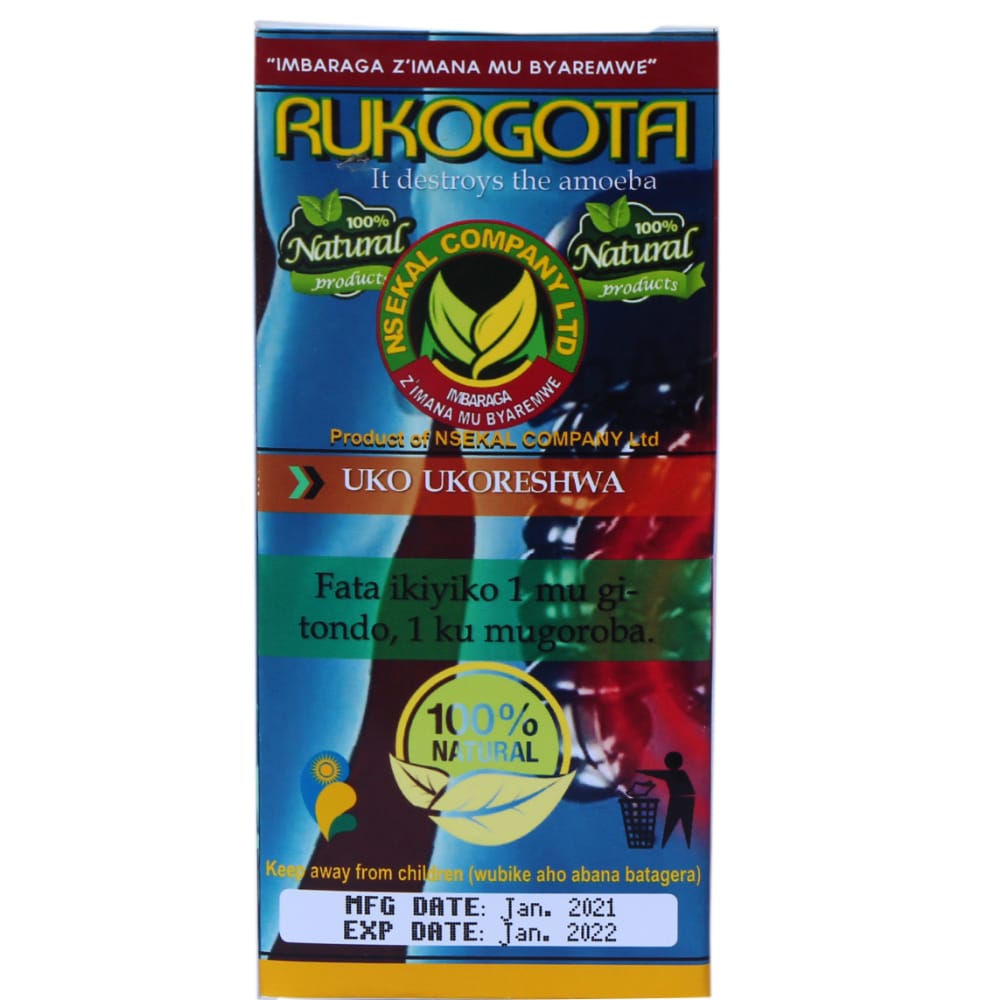 “IMBARAGA Z’IMANA MU BYAREMWE”
RUKOGOTA
It destroys the amoeba
100%
Natural
products
100%
Natural
products
NSEKAL COMPANY LTD
IMBARAGA
Z'IMANA MU BYAREMWE
Product of NSEKAL COMPANY Ltd
UKO UKORESHWA
Fata ikiyiko 1 mu gi-
tondo, 1 ku mugoroba.
100%
NATURAL
Keep away from children (wubike aho abana batagera)
MFG DATE: Jan. 2021
EXP DATE: Jan. 2022